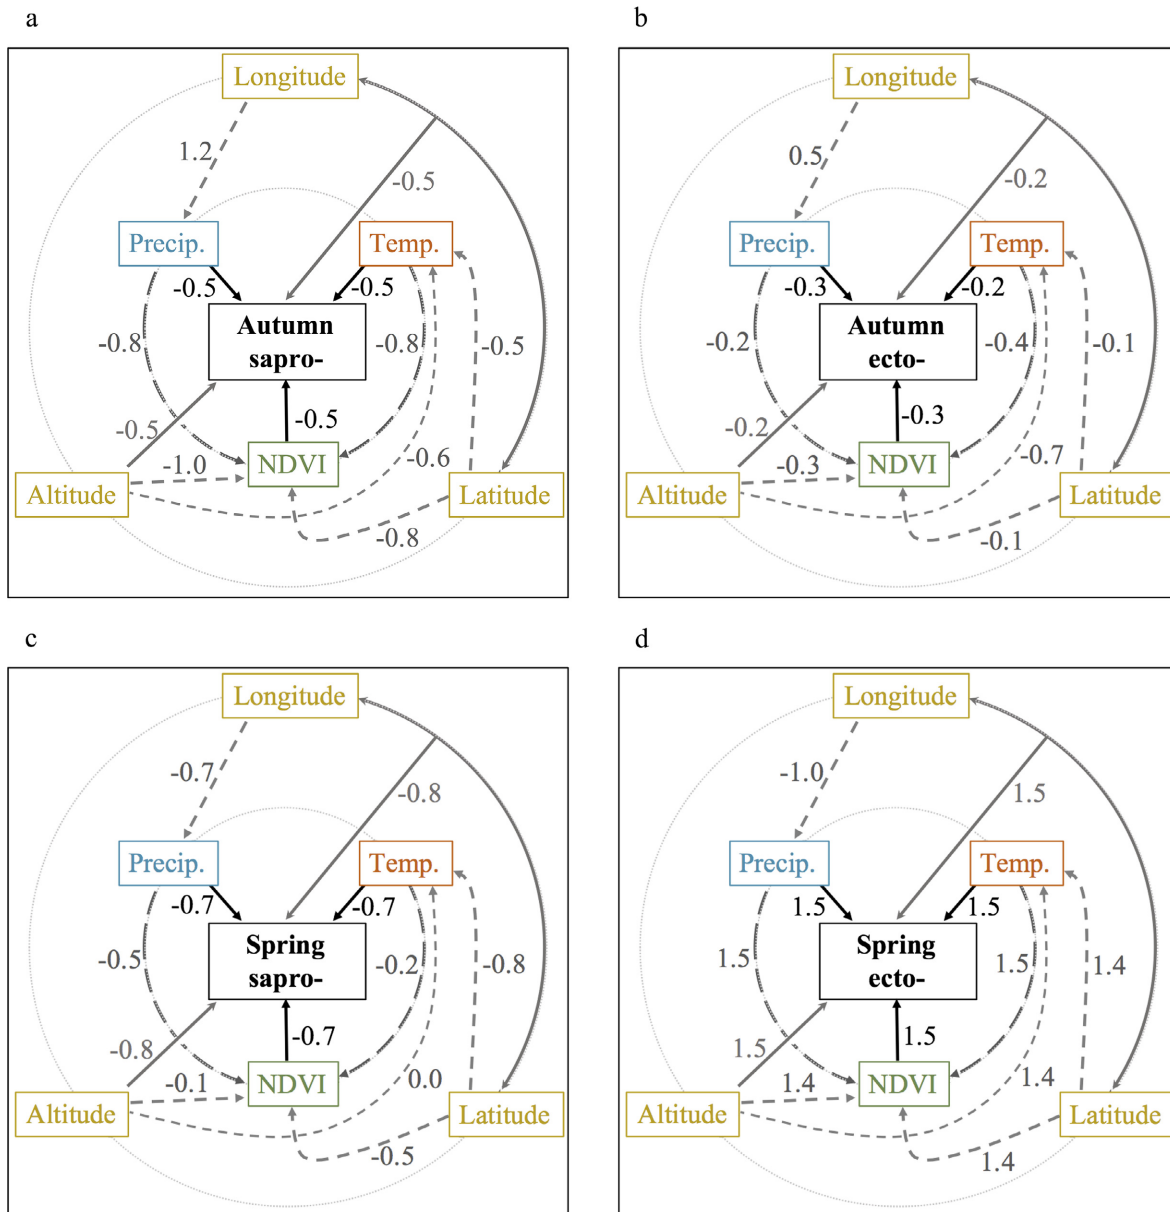 a
Longitude
1.2
-0.5
Precip.
Temp.
-0.5
-0.5
Autumn
sapro-
-0.8
-0.8
-0.5
-0.5
-0.5
-1.0
NDVI
-0.6
Altitude
Latitude
-0.8
b
Longitude
0.5
-0.2
Precip.
Temp.
-0.3
-0.2
Autumn
ecto-
-0.2
-0.4
-0.1
-0.3
-0.2
-0.3
NDVI
-0.7
Altitude
Latitude
-0.1
c
Longitude
-0.7
-0.8
Precip.
Temp.
-0.7
-0.7
Spring
sapro-
-0.5
-0.2
-0.8
-0.7
-0.8
-0.1
NDVI
0.0
Altitude
Latitude
-0.5
d
Longitude
-1.0
1.5
Precip.
Temp.
1.5
1.5
Spring
ecto-
1.5
1.5
1.4
1.5
1.5
1.4
NDVI
1.4
Altitude
Latitude
1.4